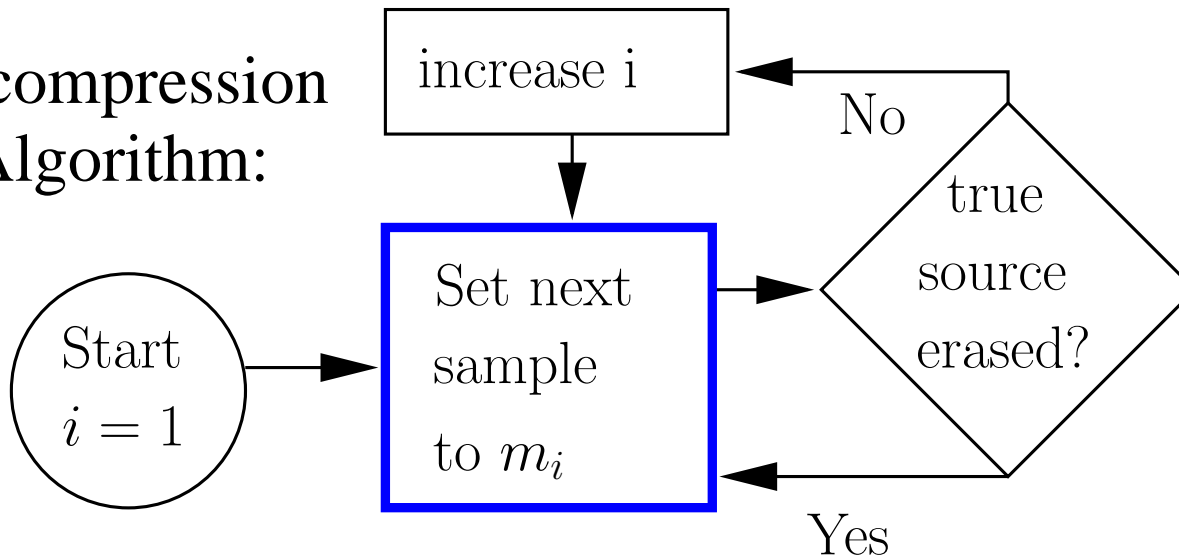 compression
Algorithm:
increase i
No
true
source
erased?
Set next
sample
to $m_i$
Start
$i = 1$
Yes